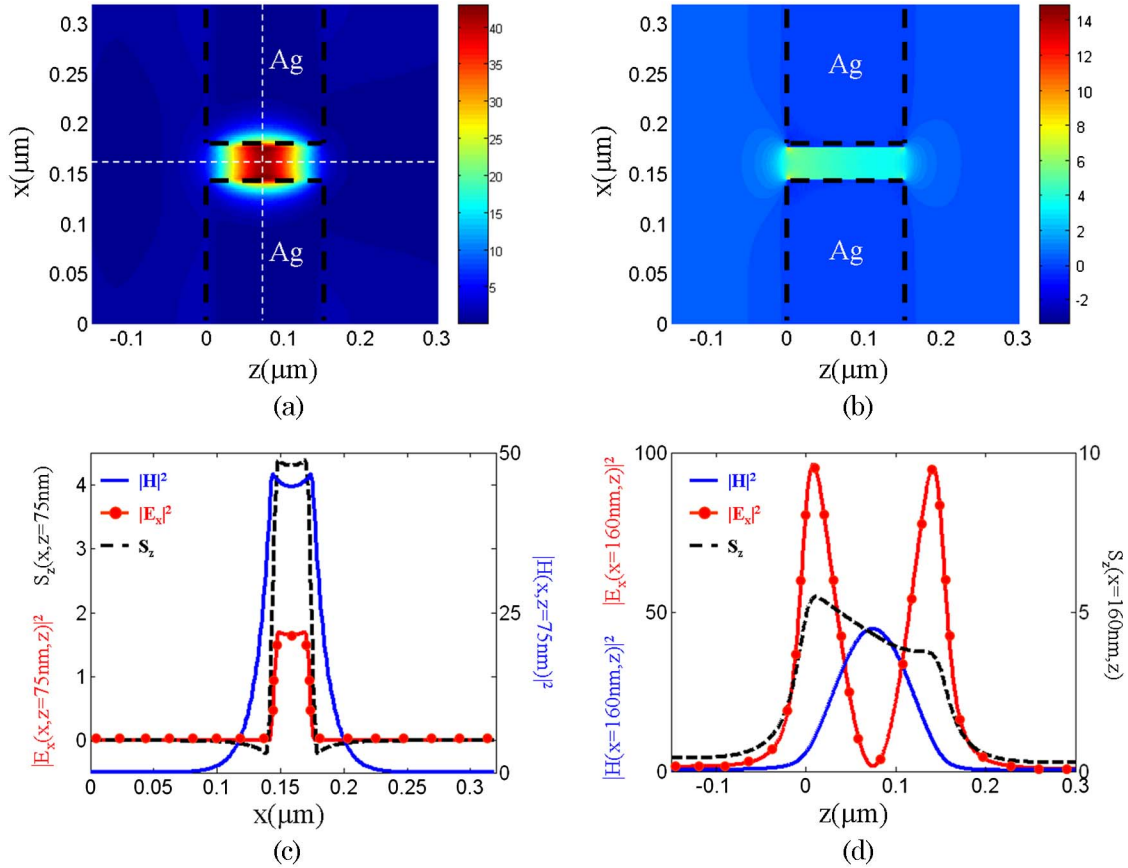 0.3
0.25
0.2
0.15
0.1
0.05
0
x(μm)
Ag
Ag
-0.1 0 0.1 0.2 0.3
z(μm)
40
35
30
25
20
15
10
5
(a)
0.3
0.25
0.2
0.15
0.1
0.05
0
x(μm)
Ag
Ag
-0.1 0 0.1 0.2 0.3
z(μm)
14
12
10
8
6
4
2
0
-2
(b)
|E_x(x,z=75nm,z)|²
S_z(x,z=75nm)
4
3
2
1
0
|H|²
|E_x|²
S_z
50
25
0
|H(x,z=75nm)|²
0 0.05 0.1 0.15 0.20 0.25 0.3
x(μm)
(c)
|H(x=160nm,z)|²
|E_x(x=160nm,z)|²
100
50
0
|H|²
|E_x|²
S_z
10
5
0
S_z(x=160nm,z)
-0.1 0 0.1 0.2 0.3
z(μm)
(d)